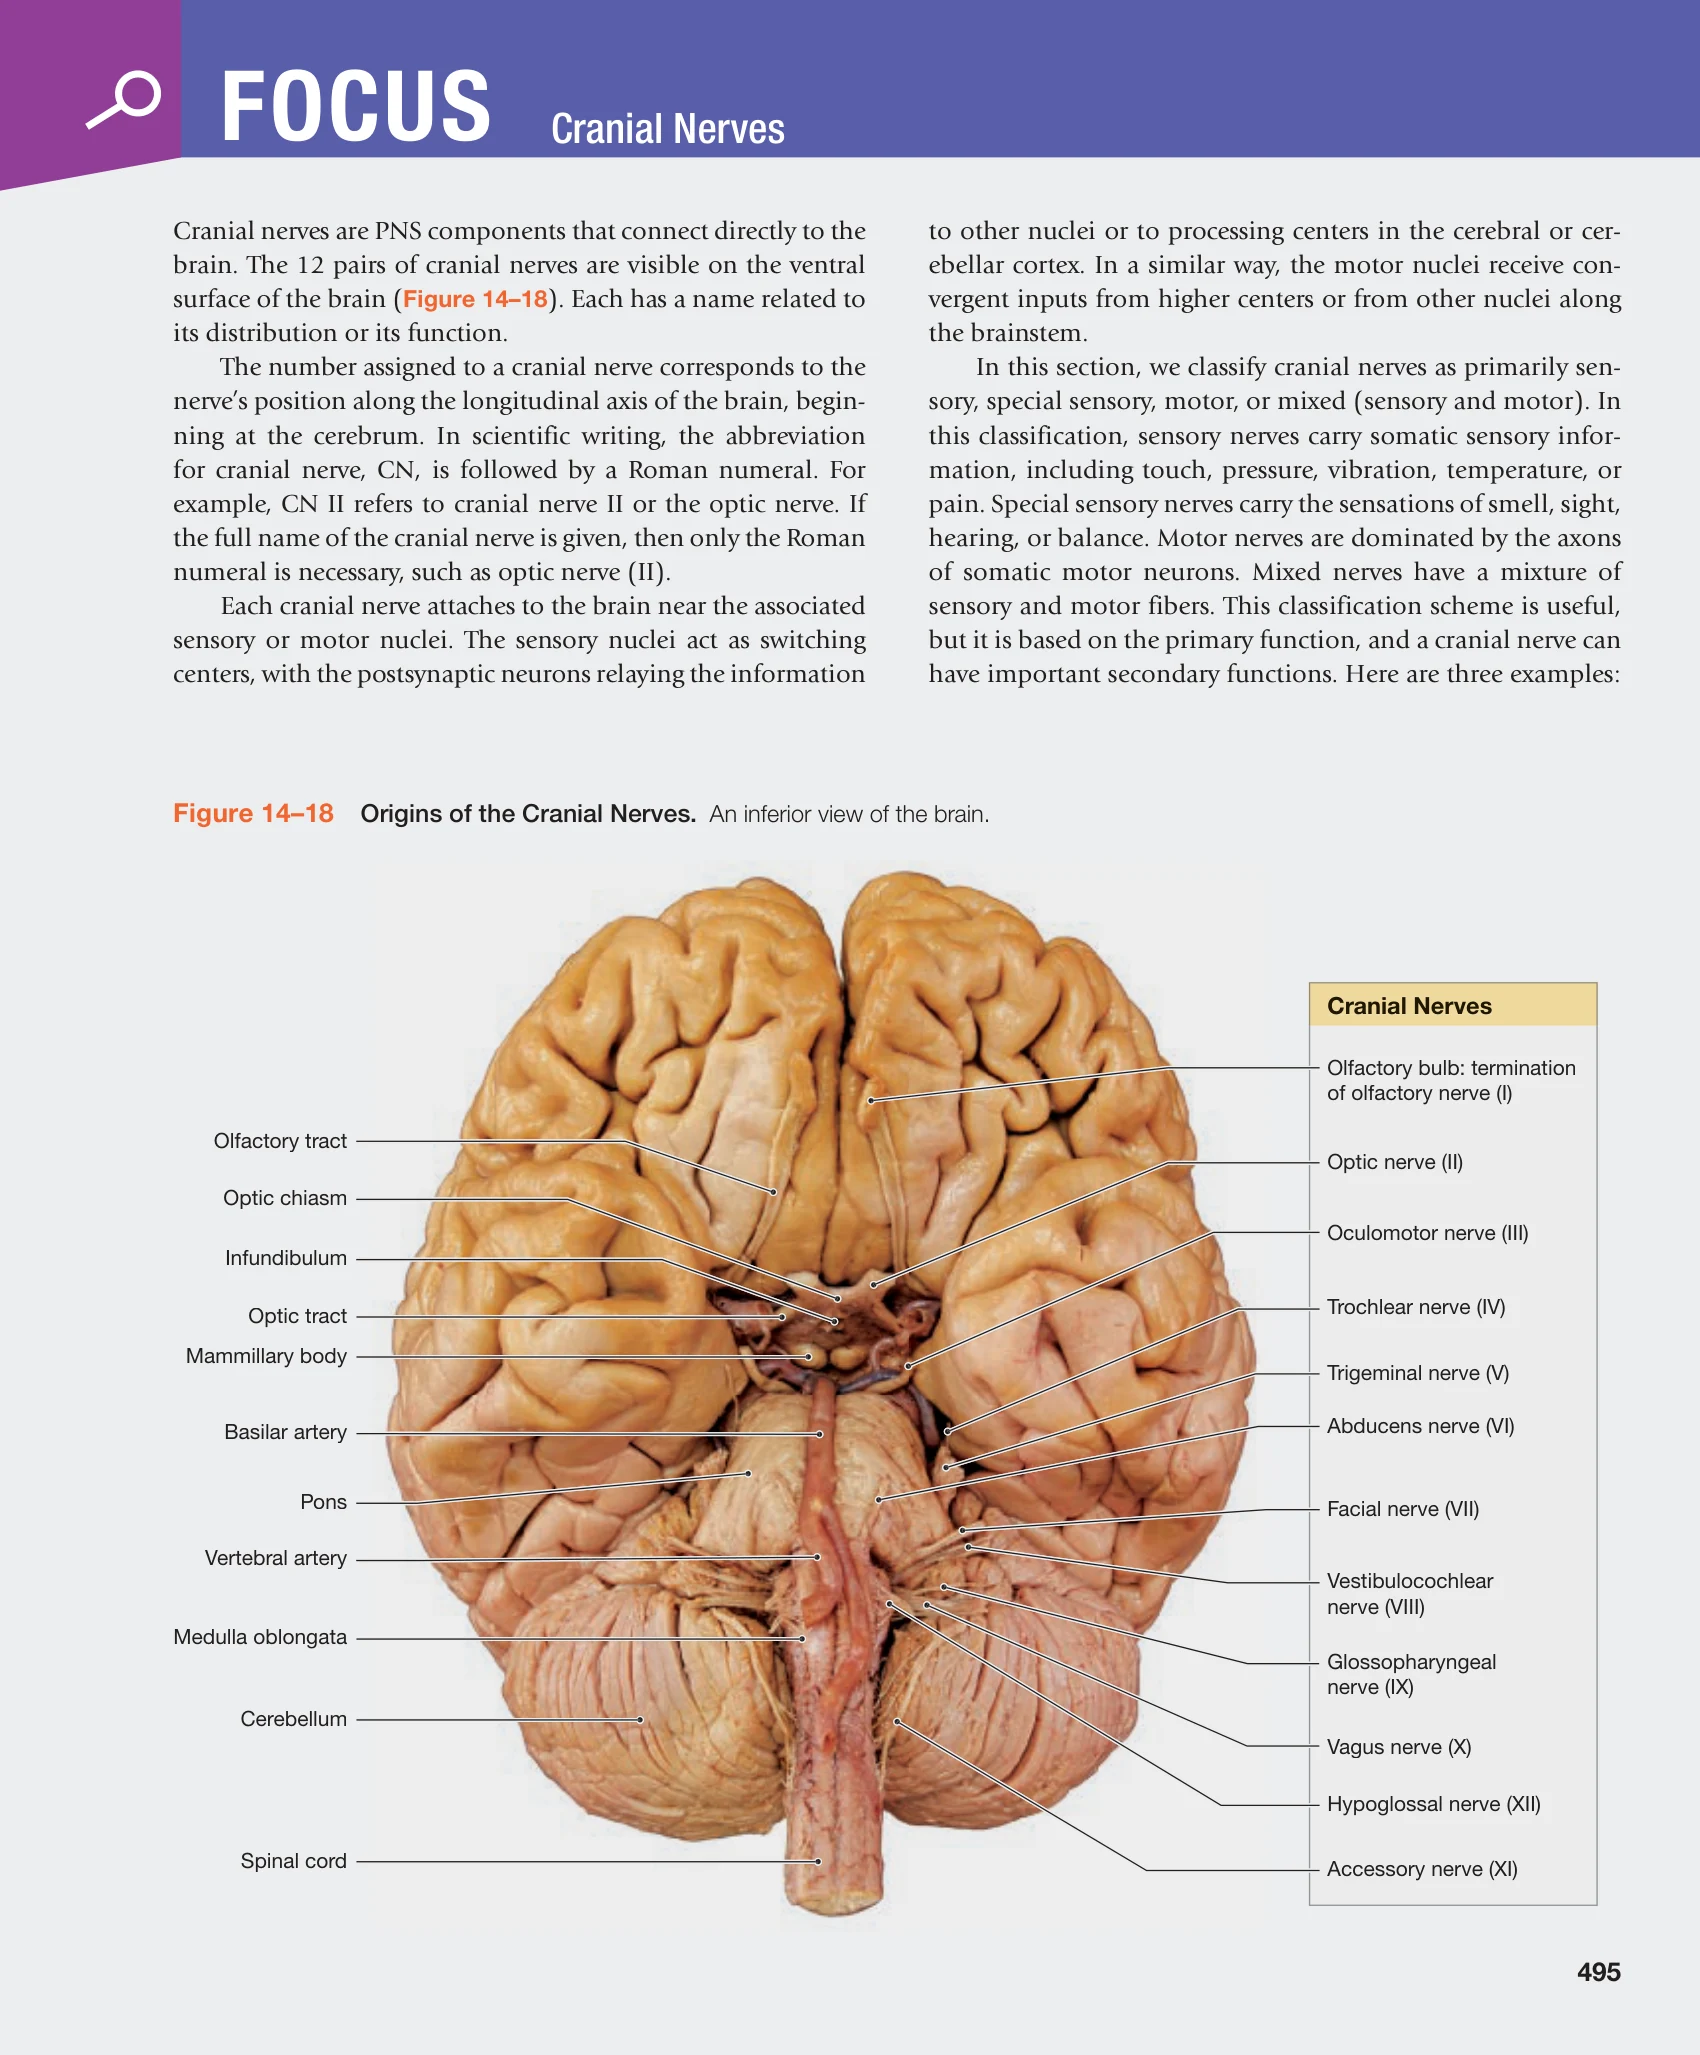 FOCUS Cranial Nerves
Cranial nerves are PNS components that connect directly to the
brain. The 12 pairs of cranial nerves are visible on the ventral
surface of the brain (Figure 14–18). Each has a name related to
its distribution or its function.
The number assigned to a cranial nerve corresponds to the
nerve's position along the longitudinal axis of the brain, begin-
ning at the cerebrum. In scientific writing, the abbreviation
for cranial nerve, CN, is followed by a Roman numeral. For
example, CN II refers to cranial nerve II or the optic nerve. If
the full name of the cranial nerve is given, then only the Roman
numeral is necessary, such as optic nerve (II).
Each cranial nerve attaches to the brain near the associated
sensory or motor nuclei. The sensory nuclei act as switching
centers, with the postsynaptic neurons relaying the information
to other nuclei or to processing centers in the cerebral or cer-
ebellar cortex. In a similar way, the motor nuclei receive con-
vergent inputs from higher centers or from other nuclei along
the brainstem.
In this section, we classify cranial nerves as primarily sen-
sory, special sensory, motor, or mixed (sensory and motor). In
this classification, sensory nerves carry somatic sensory infor-
mation, including touch, pressure, vibration, temperature, or
pain. Special sensory nerves carry the sensations of smell, sight,
hearing, or balance. Motor nerves are dominated by the axons
of somatic motor neurons. Mixed nerves have a mixture of
sensory and motor fibers. This classification scheme is useful,
but it is based on the primary function, and a cranial nerve can
have important secondary functions. Here are three examples:
Figure 14–18 Origins of the Cranial Nerves. An inferior view of the brain.
Olfactory tract
Optic chiasm
Infundibulum
Optic tract
Mammillary body
Basilar artery
Pons
Vertebral artery
Medulla oblongata
Cerebellum
Spinal cord
Cranial Nerves
Olfactory bulb: termination
of olfactory nerve (I)
Optic nerve (II)
Oculomotor nerve (III)
Trochlear nerve (IV)
Trigeminal nerve (V)
Abducens nerve (VI)
Facial nerve (VII)
Vestibulocochlear
nerve (VIII)
Glossopharyngeal
nerve (IX)
Vagus nerve (X)
Hypoglossal nerve (XII)
Accessory nerve (XI)
495